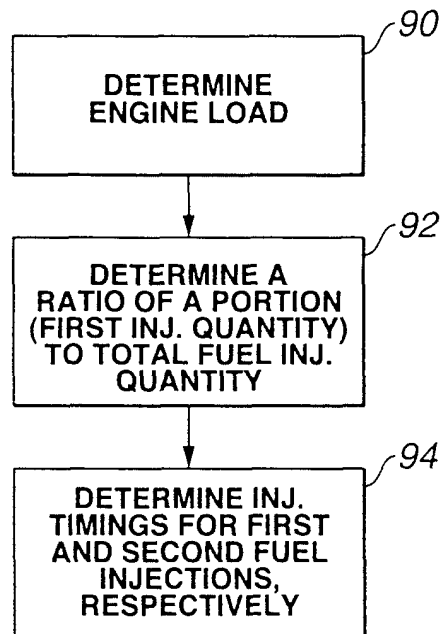 90
DETERMINE
ENGINE LOAD
92
DETERMINE A
RATIO OF A PORTION
(FIRST INJ. QUANTITY)
TO TOTAL FUEL INJ.
QUANTITY
94
DETERMINE INJ.
TIMINGS FOR FIRST
AND SECOND FUEL
INJECTIONS,
RESPECTIVELY